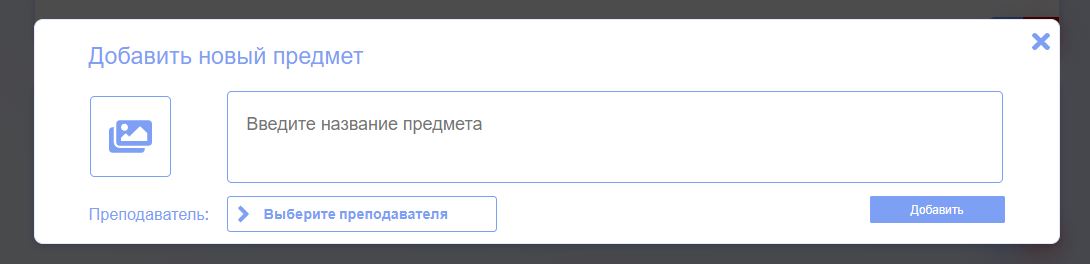 Добавить новый предмет
Введите название предмета
Преподаватель:
Выберите преподавателя
Добавить